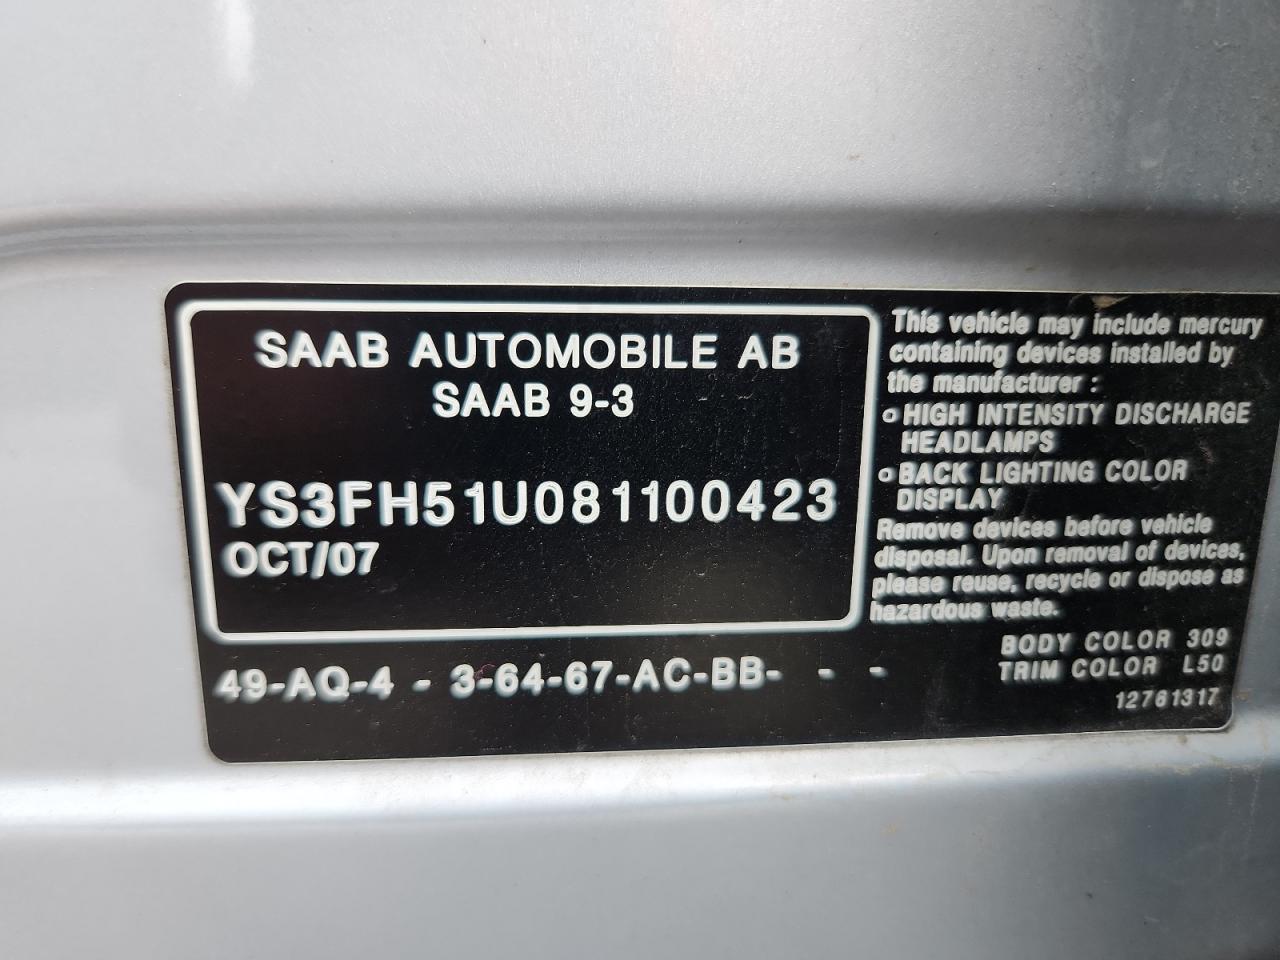 SAAB AUTOMOBILE AB
SAAB 9-3
YS3FH51U081100423
OCT/07
49-AQ-4 - 3-64-67-AC-BB- - -
This vehicle may include mercury
containing devices installed by
the manufacturer :
o HIGH INTENSITY DISCHARGE
HEADLAMPS
o BACK LIGHTING COLOR
DISPLAY
Remove devices before vehicle
disposal. Upon removal of devices,
please reuse, recycle or dispose as
hazardous waste.
BODY COLOR 309
TRIM COLOR L50
12761317